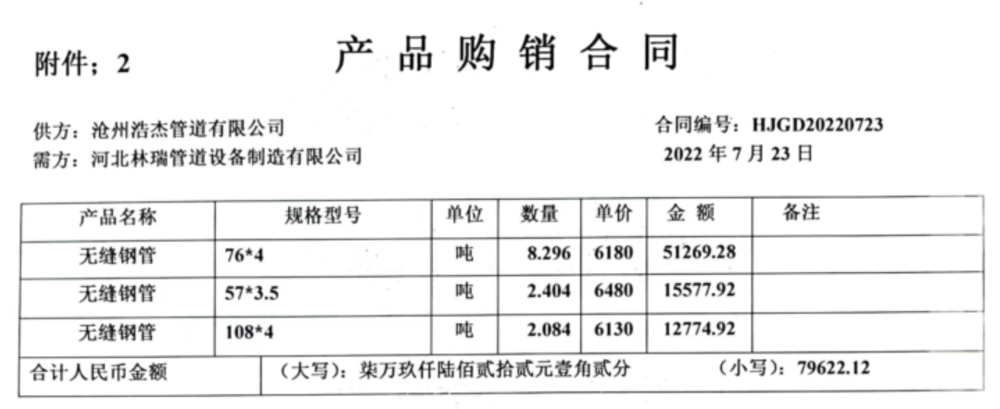 附件；2
产品购销合同
供方：沧州浩杰管道有限公司
合同编号：HJGD20220723
需方：河北林瑞管道设备制造有限公司
2022年7月23日
产品名称 规格型号 单位 数量 单价 金额 备注
无缝钢管 76*4 吨 8.296 6180 51269.28
无缝钢管 57*3.5 吨 2.404 6480 15577.92
无缝钢管 108*4 吨 2.084 6130 12774.92
合计人民币金额 （大写）：柒万玖仟陆佰贰拾贰元壹角贰分 （小写）：79622.12